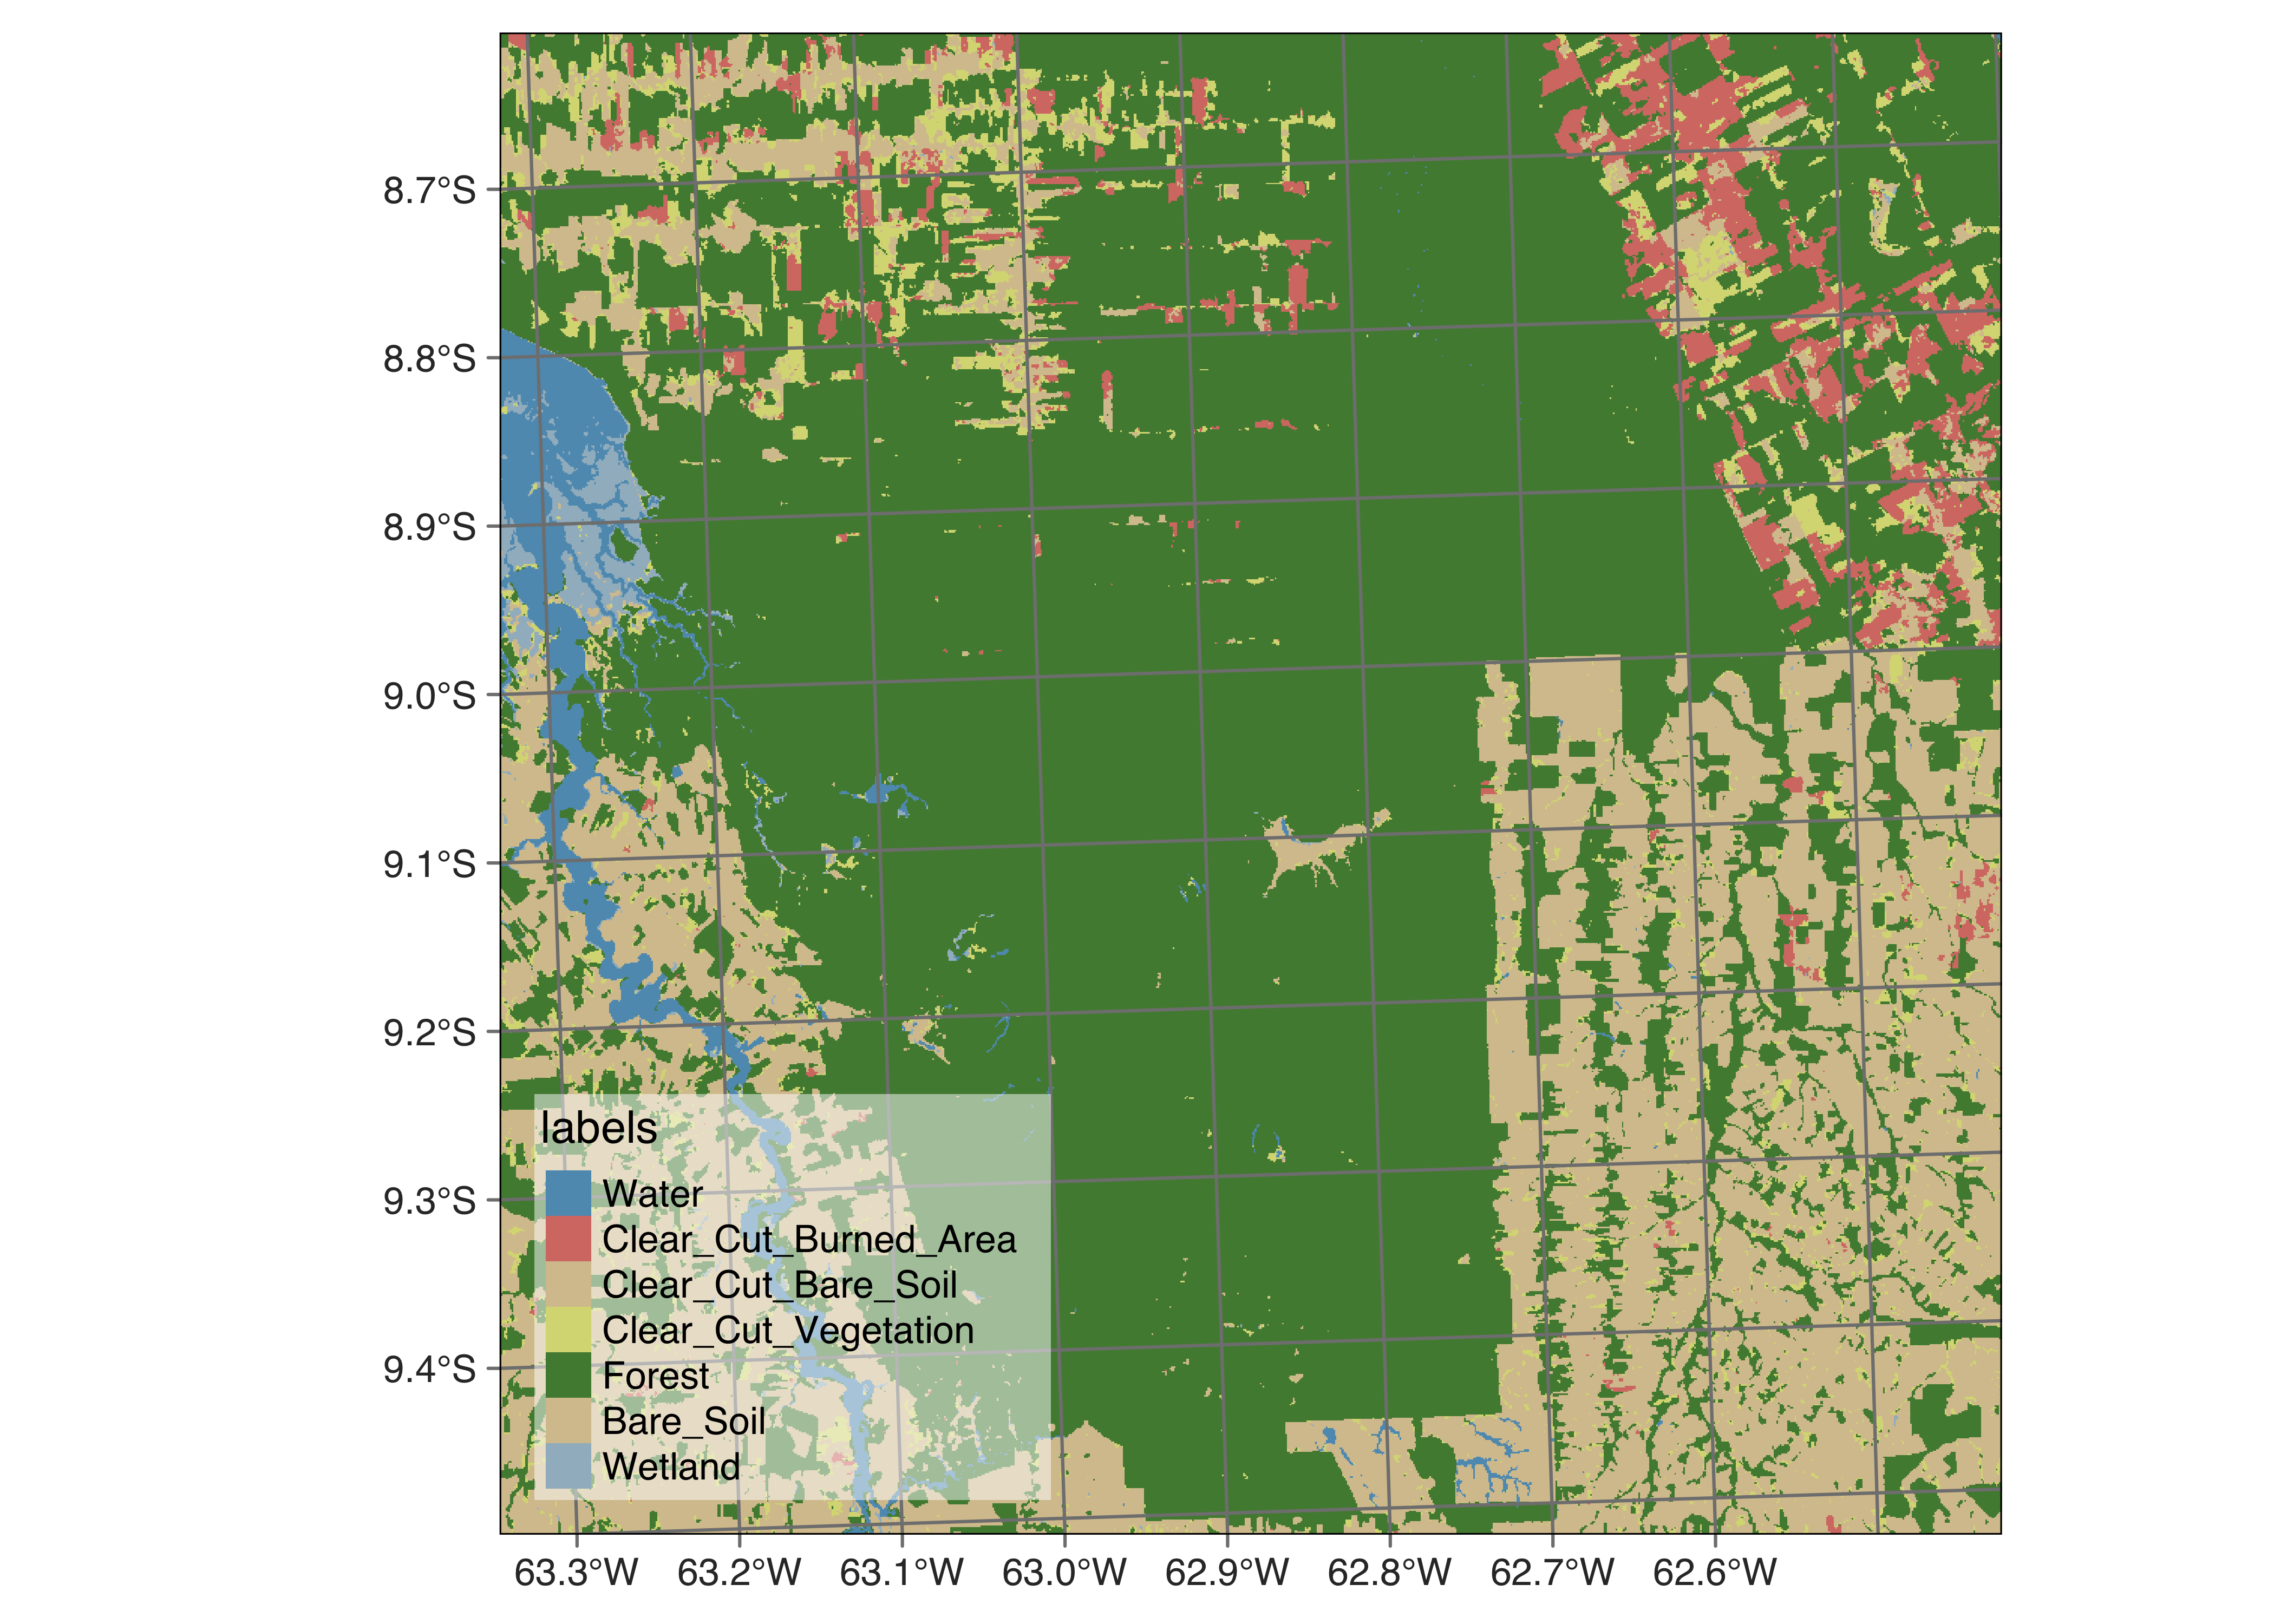 8.7°S
8.8°S
8.9°S
9.0°S
9.1°S
9.2°S
9.3°S
9.4°S
labels
Water
Clear_Cut_Burned_Area
Clear_Cut_Bare_Soil
Clear_Cut_Vegetation
Forest
Bare_Soil
Wetland
63.3°W 63.2°W 63.1°W 63.0°W 62.9°W 62.8°W 62.7°W 62.6°W